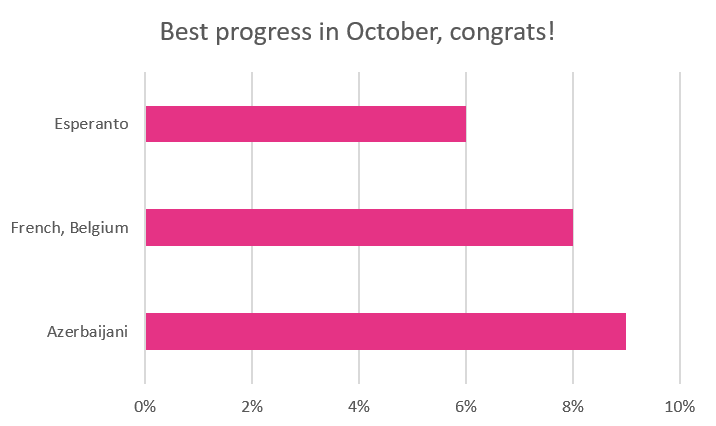 Best progress in October, congrats!
Esperanto
French, Belgium
Azerbaijani
0% 2% 4% 6% 8% 10%